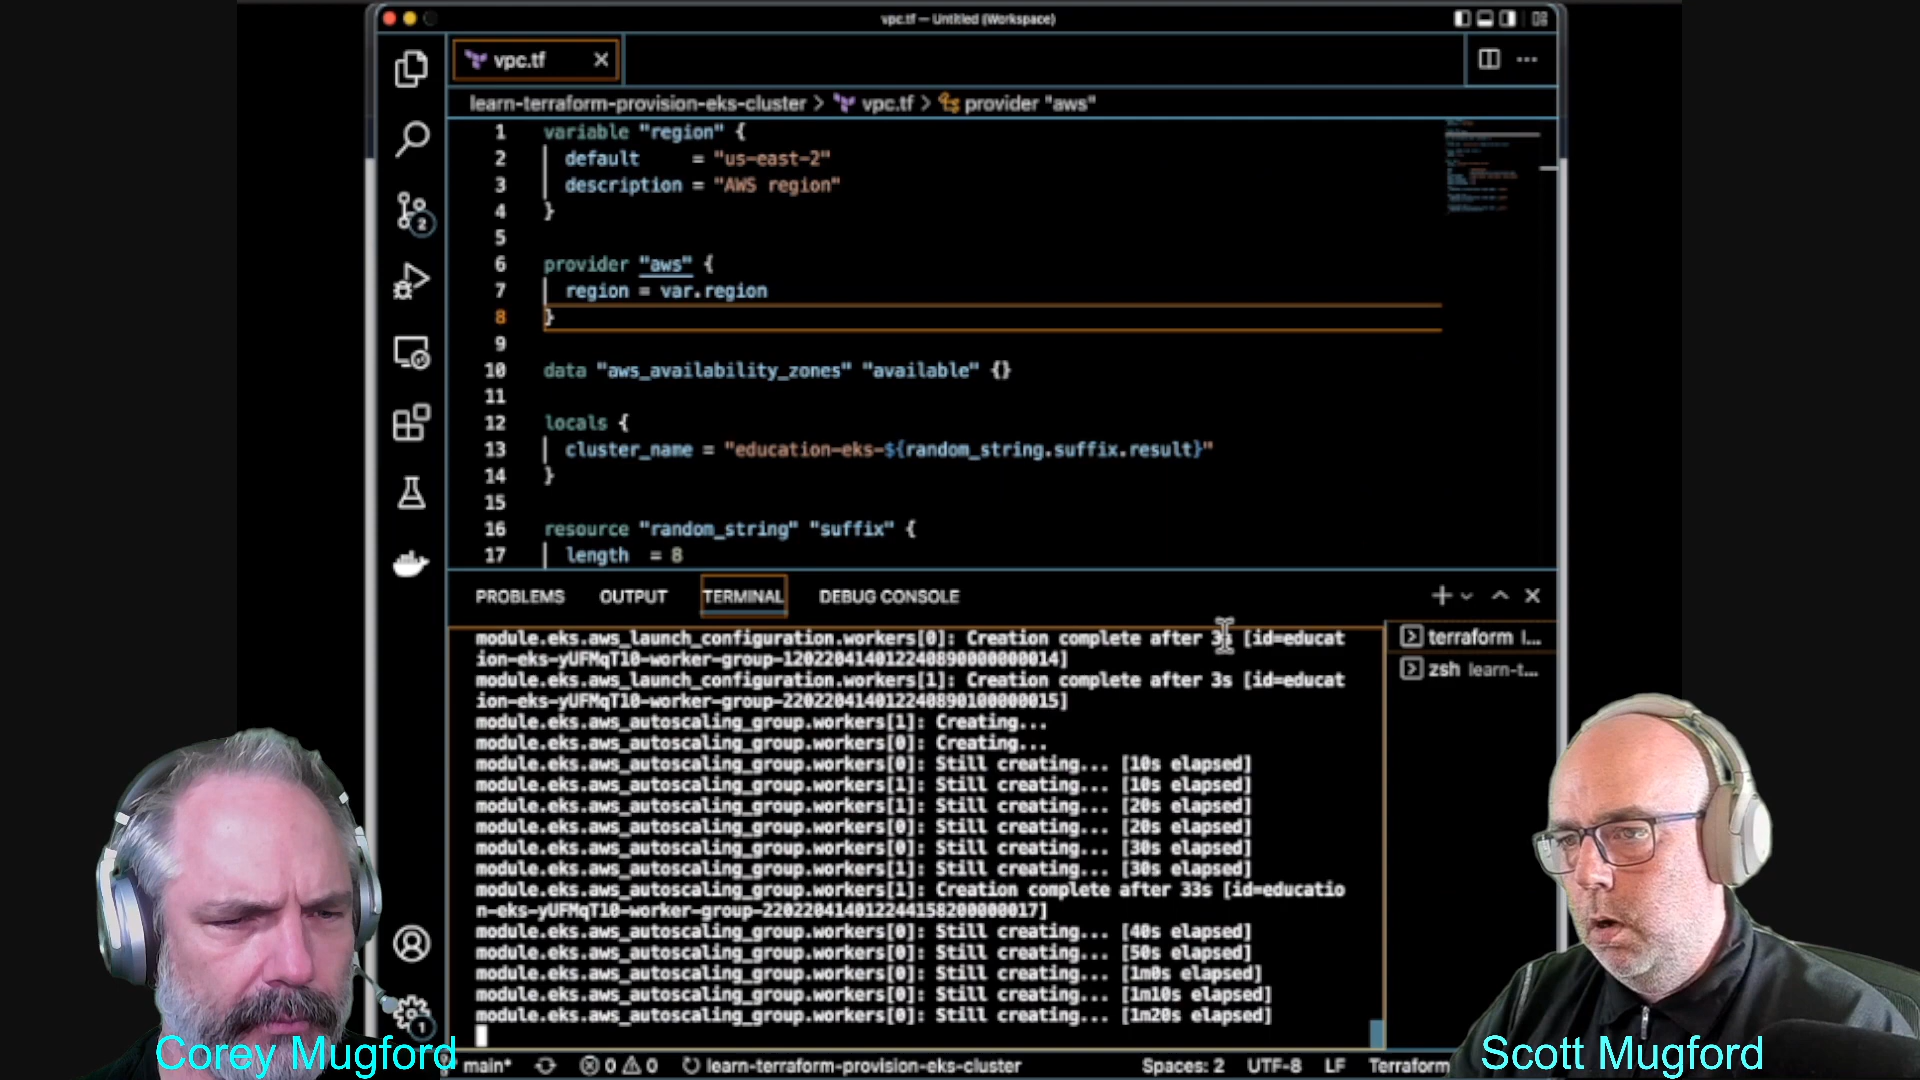 vpc.tf — Untitled (Workspace)
vpc.tf
learn-terraform-provision-eks-cluster > vpc.tf > provider "aws"
1 variable "region" {
2 default = "us-east-2"
3 description = "AWS region"
4 }
5
6 provider "aws" {
7 region = var.region
8 }
9
10 data "aws_availability_zones" "available" {}
11
12 locals {
13 cluster_name = "education-eks-${random_string.suffix.result}"
14 }
15
16 resource "random_string" "suffix" {
17 length = 8
2
PROBLEMS OUTPUT TERMINAL DEBUG CONSOLE
module.eks.aws_launch_configuration.workers[0]: Creation complete after 3s [id=educat
ion-eks-yUFMqT10-worker-group-120220414012240890000000014]
module.eks.aws_launch_configuration.workers[1]: Creation complete after 3s [id=educat
ion-eks-yUFMqT10-worker-group-220220414012240890100000015]
module.eks.aws_autoscaling_group.workers[1]: Creating...
module.eks.aws_autoscaling_group.workers[0]: Creating...
module.eks.aws_autoscaling_group.workers[0]: Still creating... [10s elapsed]
module.eks.aws_autoscaling_group.workers[1]: Still creating... [10s elapsed]
module.eks.aws_autoscaling_group.workers[1]: Still creating... [20s elapsed]
module.eks.aws_autoscaling_group.workers[0]: Still creating... [20s elapsed]
module.eks.aws_autoscaling_group.workers[0]: Still creating... [30s elapsed]
module.eks.aws_autoscaling_group.workers[1]: Still creating... [30s elapsed]
module.eks.aws_autoscaling_group.workers[1]: Creation complete after 33s [id=educatio
n-eks-yUFMqT10-worker-group-220220414012244158200000017]
module.eks.aws_autoscaling_group.workers[0]: Still creating... [40s elapsed]
module.eks.aws_autoscaling_group.workers[0]: Still creating... [50s elapsed]
module.eks.aws_autoscaling_group.workers[0]: Still creating... [1m0s elapsed]
module.eks.aws_autoscaling_group.workers[0]: Still creating... [1m10s elapsed]
module.eks.aws_autoscaling_group.workers[0]: Still creating... [1m20s elapsed]
terraform l...
zsh learn-t...
1
main* 0 0 learn-terraform-provision-eks-cluster Spaces: 2 UTF-8 LF Terraform
Corey Mugford
Scott Mugford